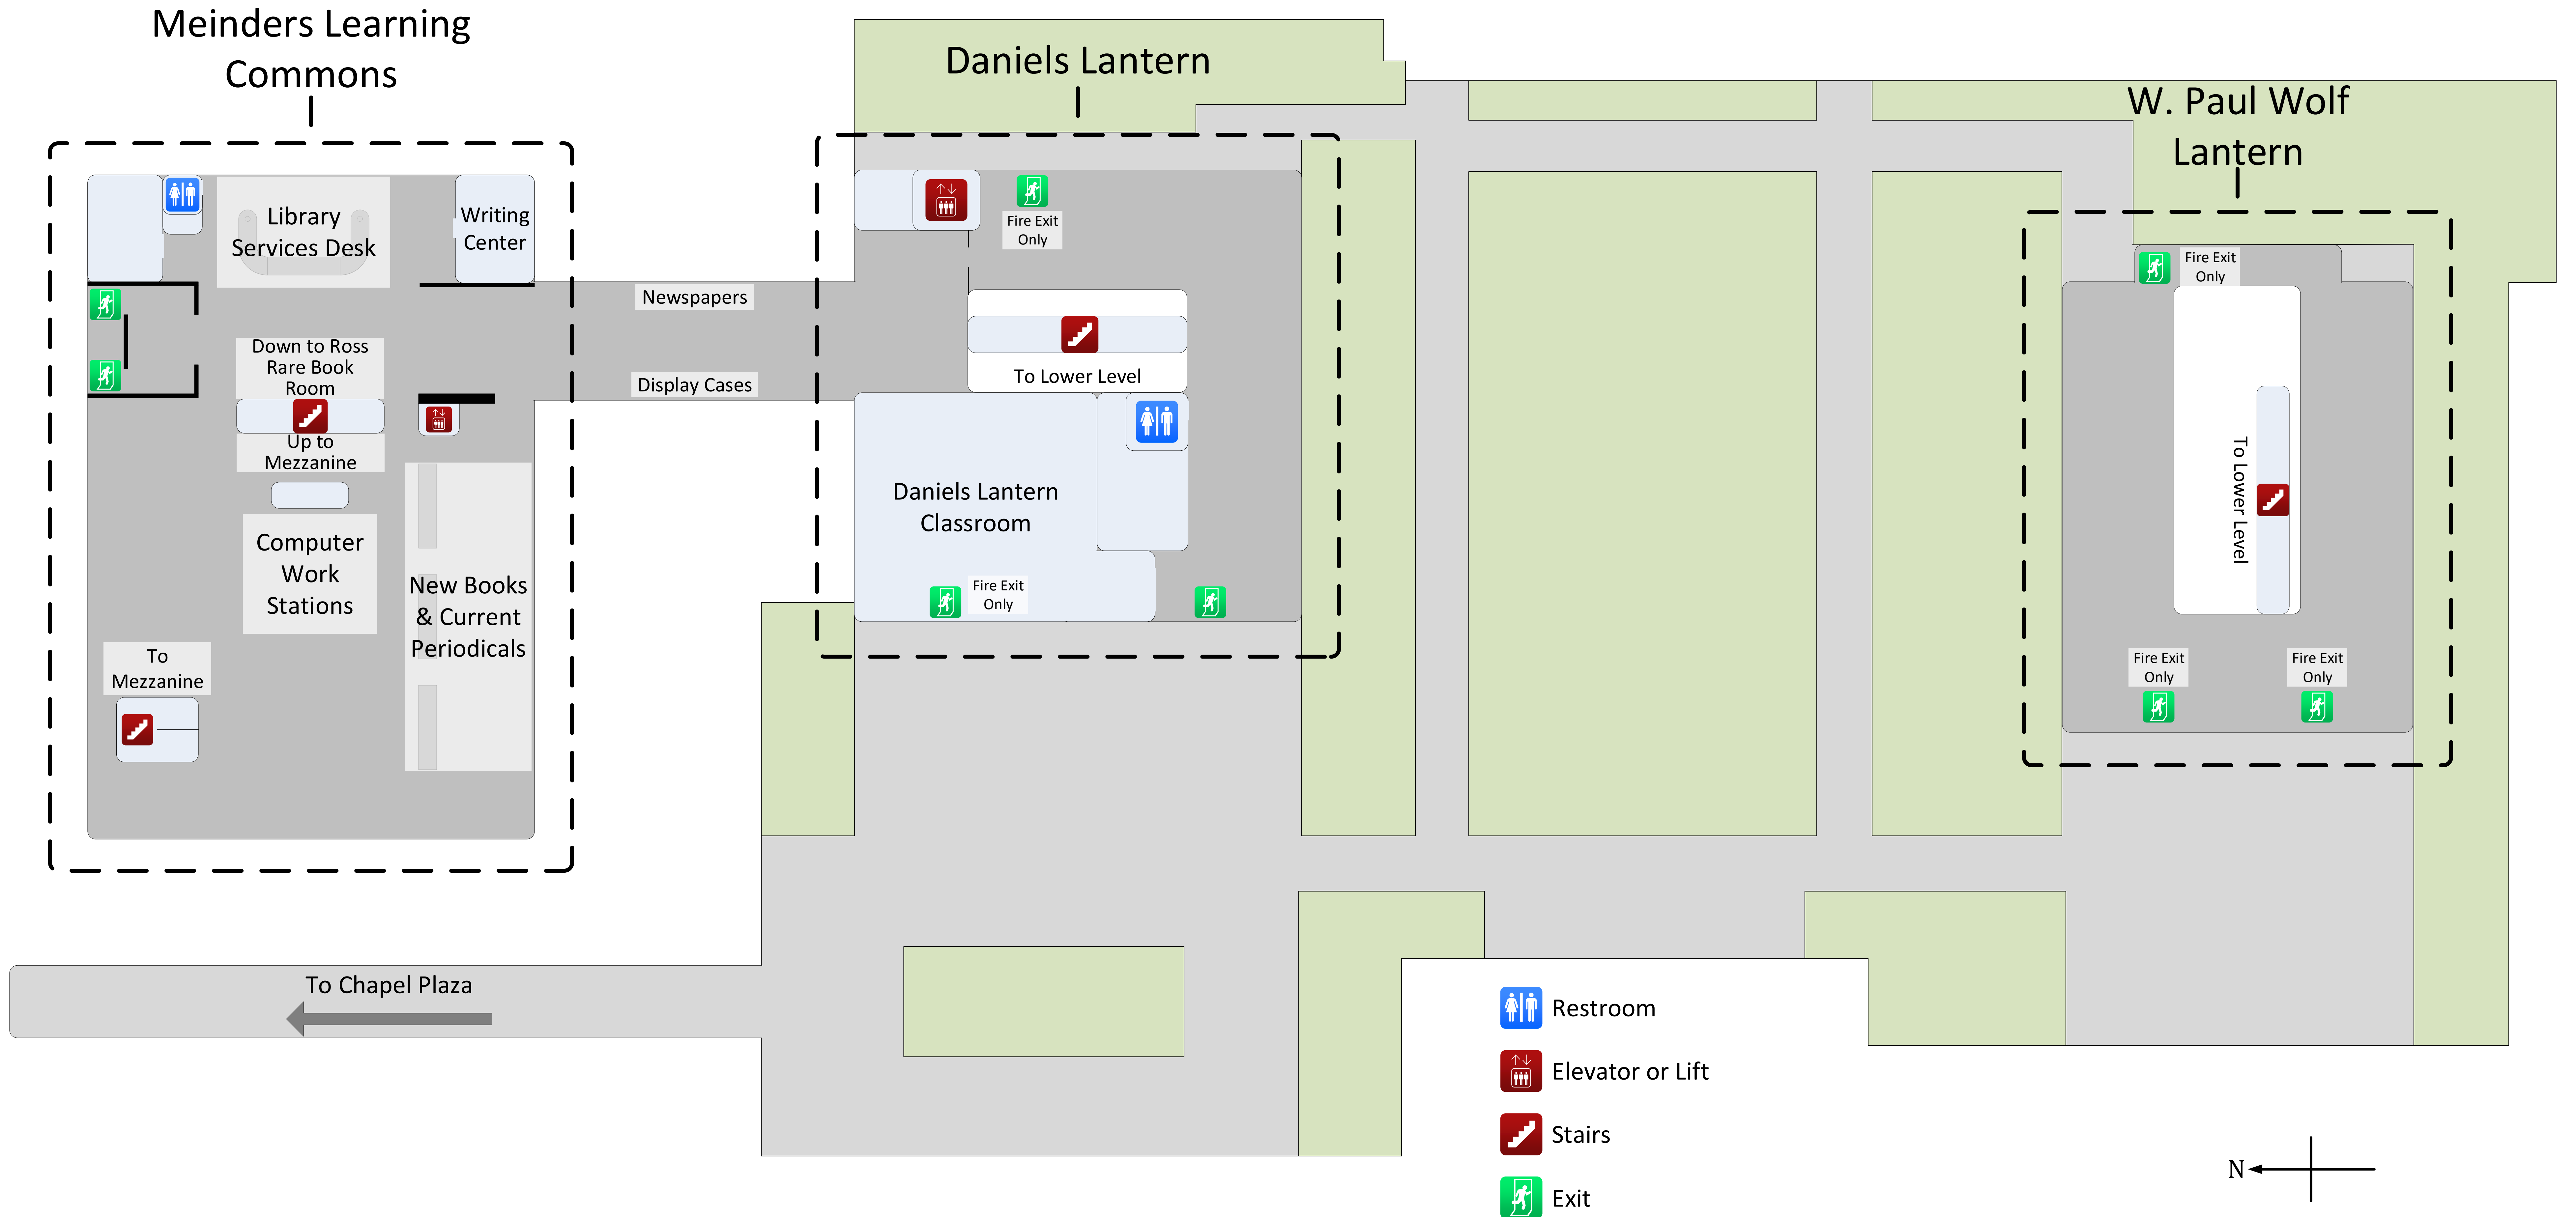 Meinders Learning
Commons
Daniels Lantern
W. Paul Wolf
Lantern
Library
Services Desk
Writing
Center
Fire Exit
Only
Fire Exit
Only
Newspapers
Down to Ross
Rare Book
Room
To Lower Level
Display Cases
Up to
Mezzanine
To Lower Level
Daniels Lantern
Classroom
Computer
Work
Stations
New Books
& Current
Periodicals
Fire Exit
Only
To
Mezzanine
Fire Exit
Only
Fire Exit
Only
To Chapel Plaza
Restroom
Elevator or Lift
Stairs
Exit
N